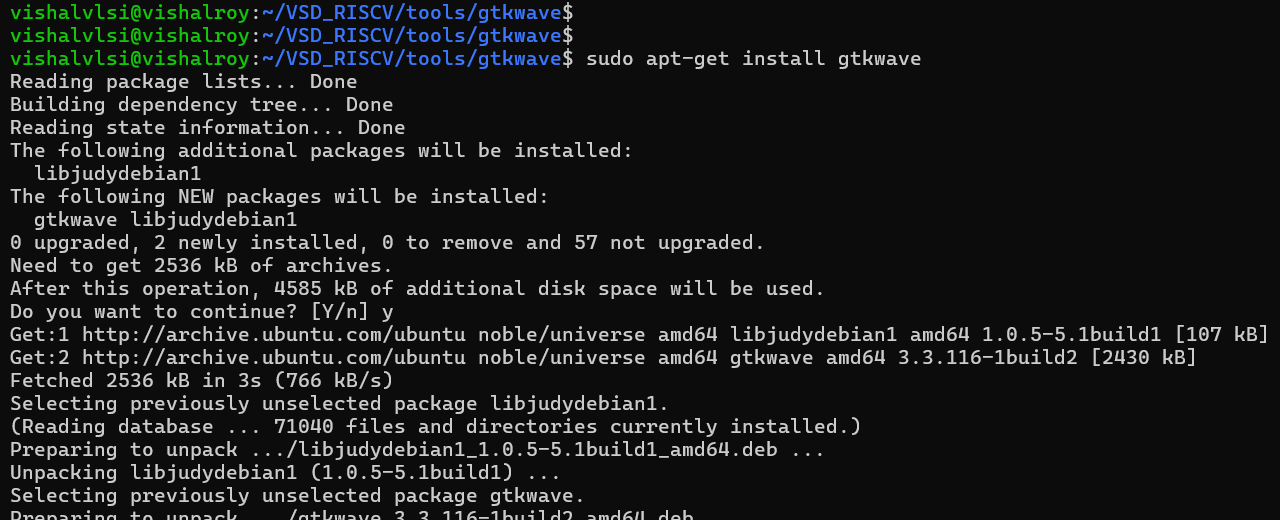 vishalvlsi@vishalroy:~/VSD_RISCV/tools/gtkwave$
vishalvlsi@vishalroy:~/VSD_RISCV/tools/gtkwave$
vishalvlsi@vishalroy:~/VSD_RISCV/tools/gtkwave$ sudo apt-get install gtkwave
Reading package lists... Done
Building dependency tree... Done
Reading state information... Done
The following additional packages will be installed:
  libjudydebian1
The following NEW packages will be installed:
  gtkwave libjudydebian1
0 upgraded, 2 newly installed, 0 to remove and 57 not upgraded.
Need to get 2536 kB of archives.
After this operation, 4585 kB of additional disk space will be used.
Do you want to continue? [Y/n] y
Get:1 http://archive.ubuntu.com/ubuntu noble/universe amd64 libjudydebian1 amd64 1.0.5-5.1build1 [107 kB]
Get:2 http://archive.ubuntu.com/ubuntu noble/universe amd64 gtkwave amd64 3.3.116-1build2 [2430 kB]
Fetched 2536 kB in 3s (766 kB/s)
Selecting previously unselected package libjudydebian1.
(Reading database ... 71040 files and directories currently installed.)
Preparing to unpack .../libjudydebian1_1.0.5-5.1build1_amd64.deb ...
Unpacking libjudydebian1 (1.0.5-5.1build1) ...
Selecting previously unselected package gtkwave.
Preparing to unpack .../gtkwave_3.3.116-1build2_amd64.deb ...